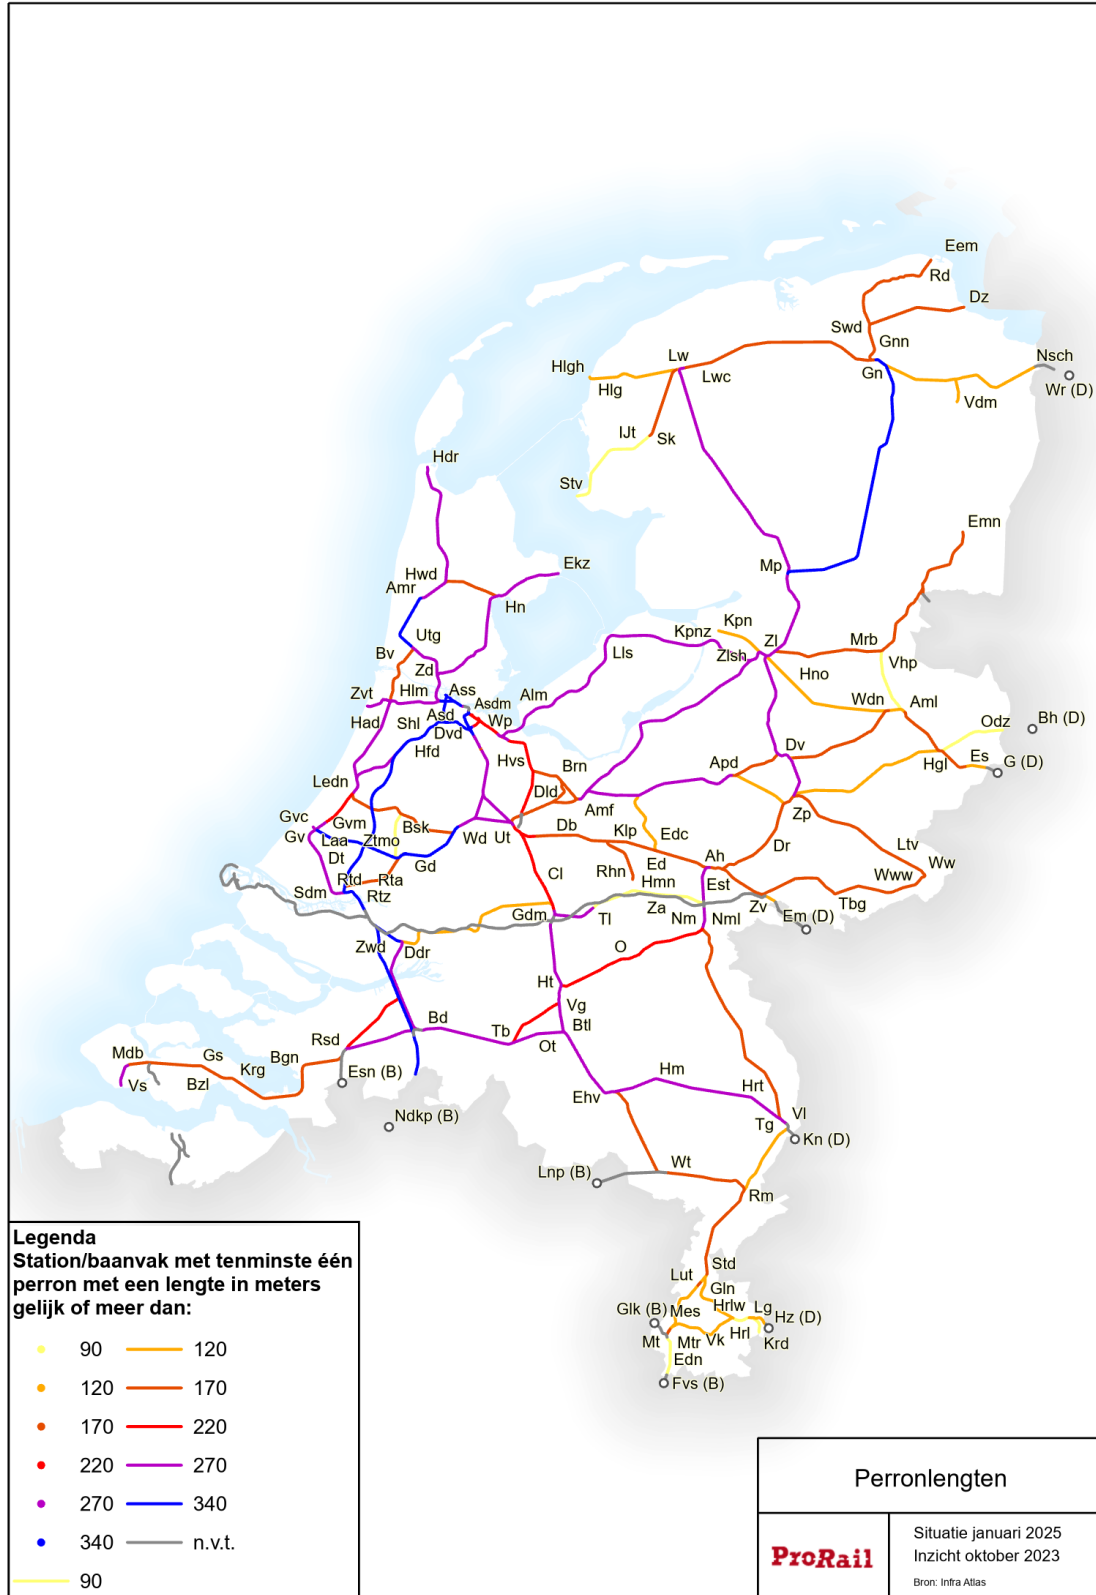 Eem
Rd
Dz
Swd
Gnn
Lw
Nsch
Hlgh
Gn
Lwc
Wr (D)
Hlg
Vdm
IJt
Sk
Hdr
Stv
Emn
Ekz
Mp
Hwd
Amr
Hn
Kpn
Kpnz
Utg
Zl
Mrb
Bv
Lls
Zlsh
Vhp
Zd
Hno
Hlm
Ass
Zvt
Alm
Wdn
Aml
Asdm
Asd
Shl
Wp
Odz
Bh (D)
Had
Dvd
Hfd
Dv
Hvs
Brn
Apd
Hgl
Es
G (D)
Ledn
Dld
Amf
Zp
Gvc
Gvm
Bsk
Gv
Laa
Ztmo
Wd
Ut
Db
Klp
Edc
Dt
Gd
Ltv
Dr
Ed
Ah
Ww
Rtd
Rta
Cl
Rhn
Www
Hmn
Est
Sdm
Rtz
Za
Zv
Tbg
Gdm
Tl
Nm
Nml
Em (D)
Zwd
Ddr
O
Ht
Vg
Bd
Tb
Btl
Rsd
Ot
Mdb
Gs
Bgn
Krg
Hm
Esn (B)
Vs
Bzl
Hrt
Ehv
Ndkp (B)
Vl
Tg
Kn (D)
Lnp (B)
Wt
Rm
Std
Lut
Gln
Glk (B)
Mes
Hrlw
Lg
Hz (D)
Mt
Mtr
Vk
Hrl
Krd
Edn
Fvs (B)
Legenda
Station/baanvak met tenminste één
perron met een lengte in meters
gelijk of meer dan:
90 120
120 170
170 220
220 270
270 340
340 n.v.t.
90
Perronlengten
ProRail
Situatie januari 2025
Inzicht oktober 2023
Bron: Infra Atlas